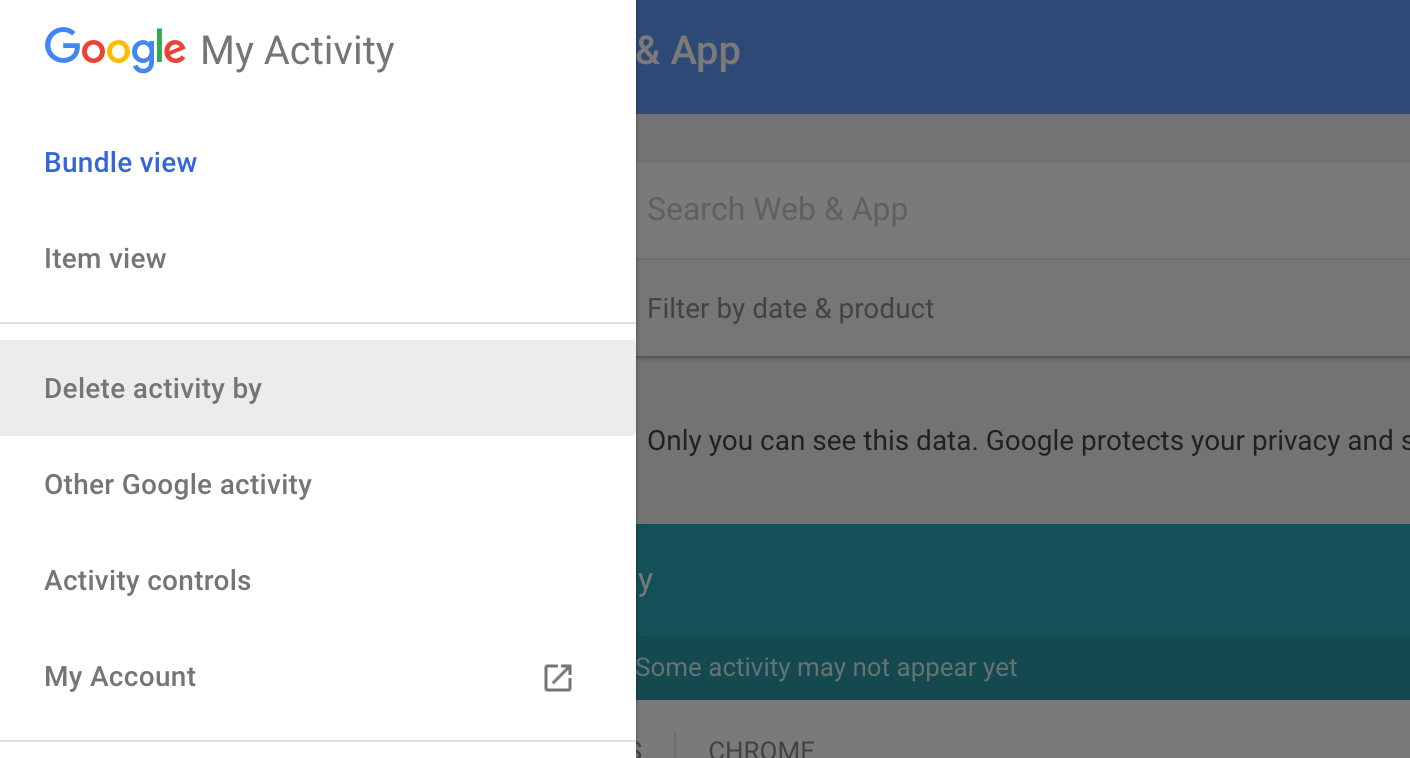 Google My Activity
Bundle view
Item view
Delete activity by
Other Google activity
Activity controls
My Account
& App
Search Web & App
Filter by date & product
Only you can see this data. Google protects your privacy and s
y
Some activity may not appear yet
S | CHROME